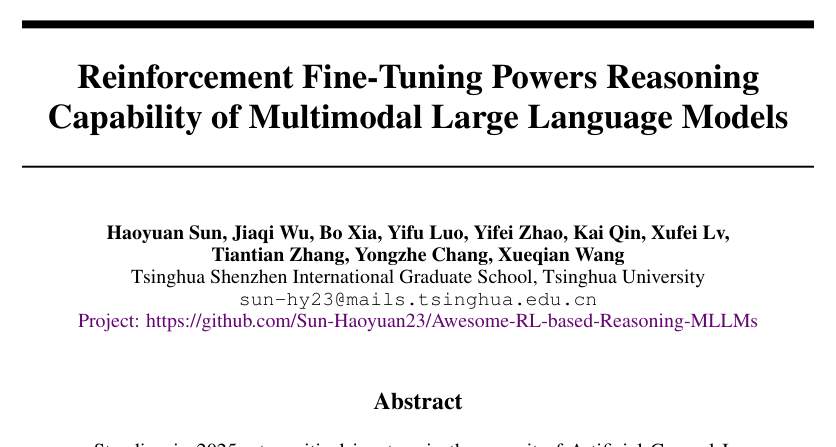 Reinforcement Fine-Tuning Powers Reasoning
Capability of Multimodal Large Language Models
Haoyuan Sun, Jiaqi Wu, Bo Xia, Yifu Luo, Yifei Zhao, Kai Qin, Xufei Lv,
Tiantian Zhang, Yongzhe Chang, Xueqian Wang
Tsinghua Shenzhen International Graduate School, Tsinghua University
sun-hy23@mails.tsinghua.edu.cn
Project: https://github.com/Sun-Haoyuan23/Awesome-RL-based-Reasoning-MLLMs
Abstract